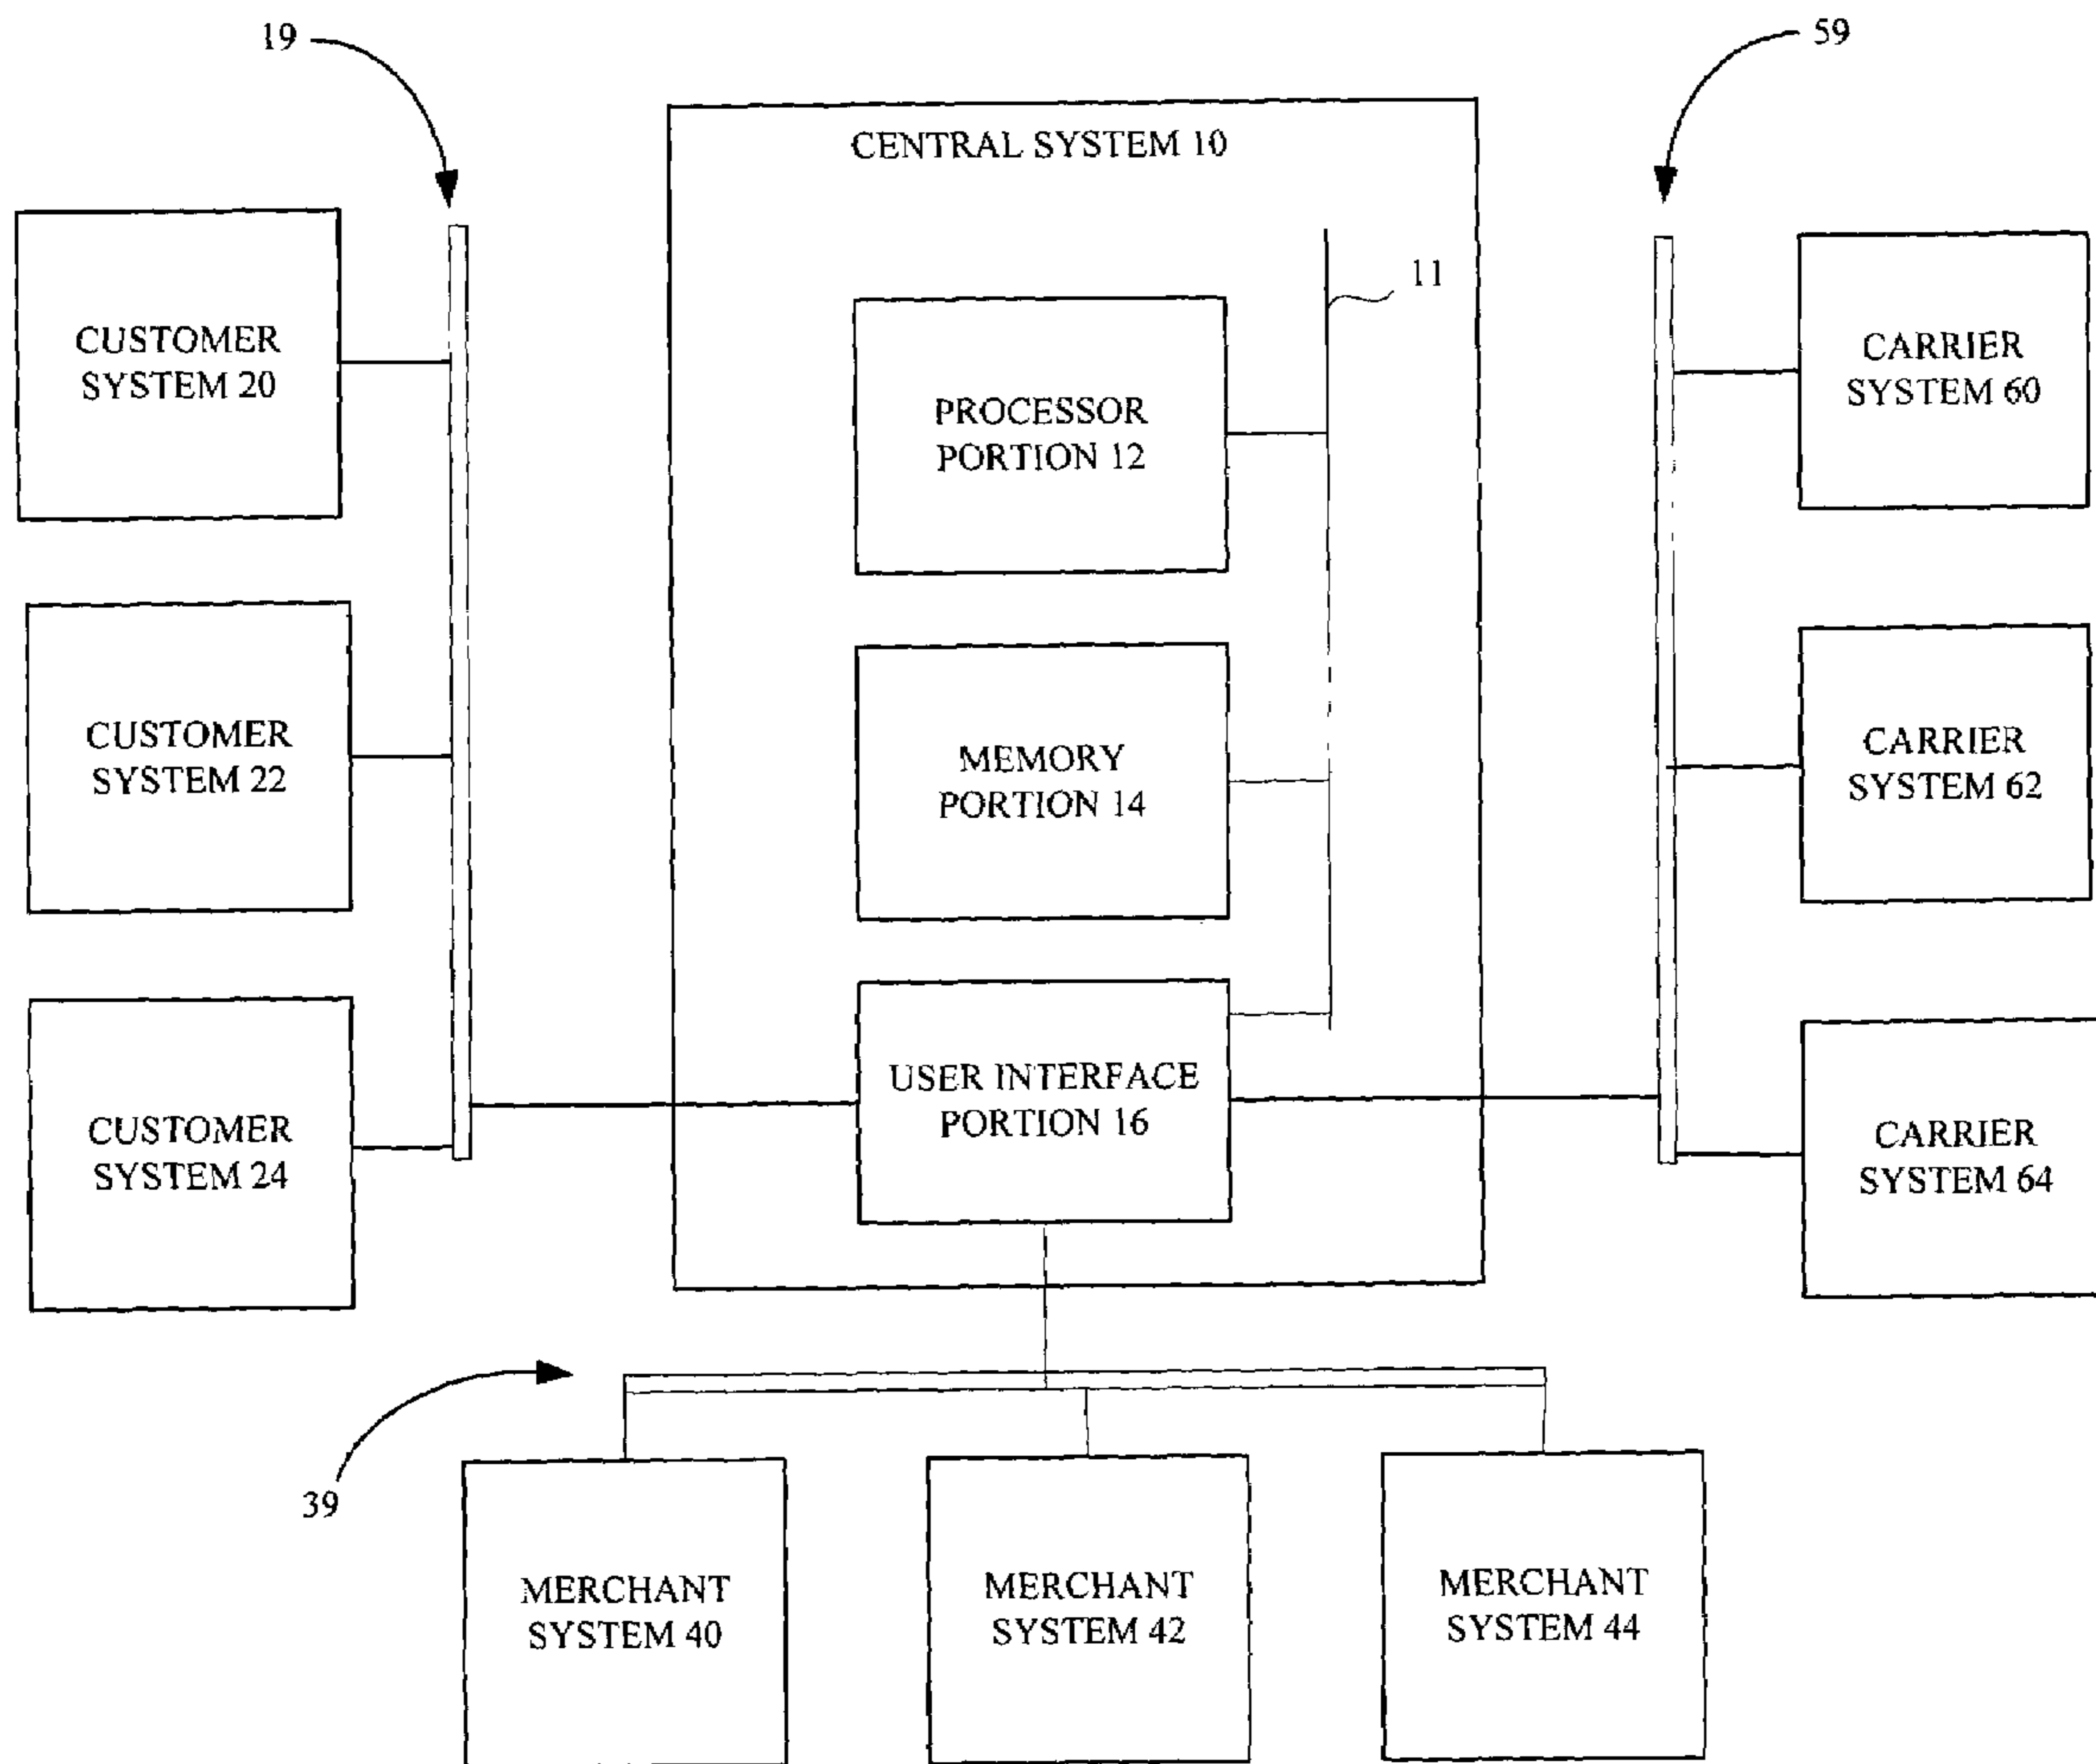 19
59
CENTRAL SYSTEM 10
11
CUSTOMER
SYSTEM 20
PROCESSOR
PORTION 12
CARRIER
SYSTEM 60
CUSTOMER
SYSTEM 22
MEMORY
PORTION 14
CARRIER
SYSTEM 62
CUSTOMER
SYSTEM 24
USER INTERFACE
PORTION 16
CARRIER
SYSTEM 64
39
MERCHANT
SYSTEM 40
MERCHANT
SYSTEM 42
MERCHANT
SYSTEM 44